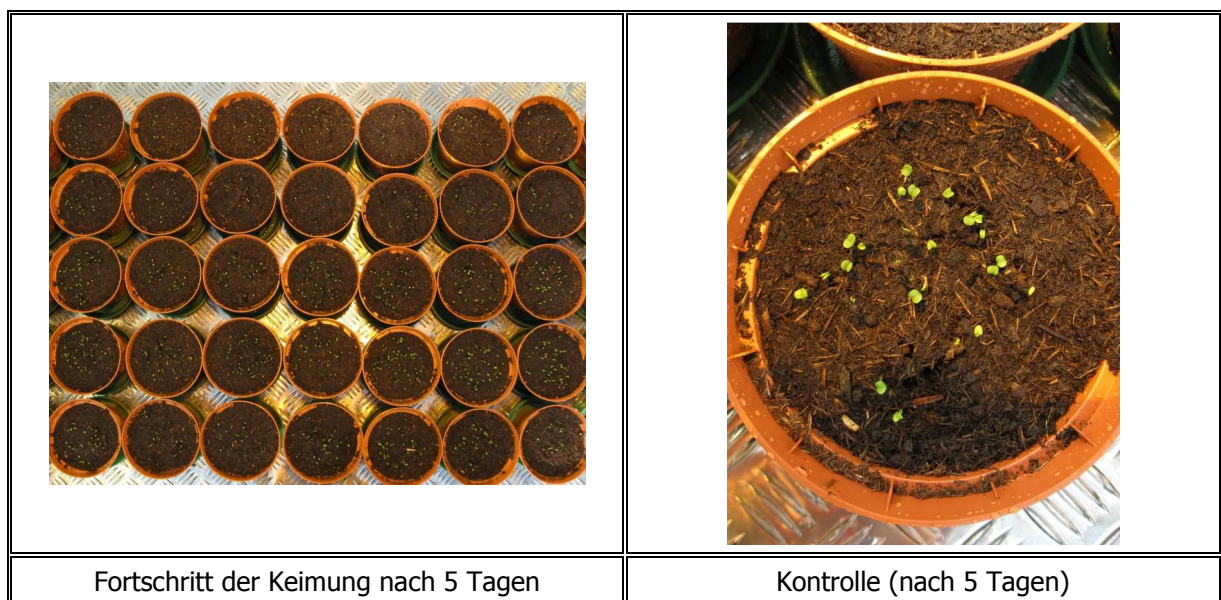 Fortschritt der Keimung nach 5 Tagen
Kontrolle (nach 5 Tagen)